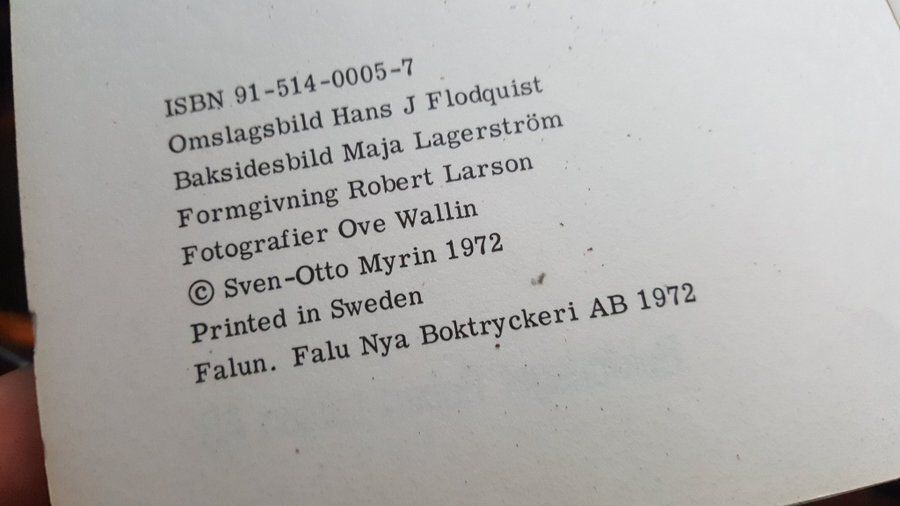 ISBN 91-514-0005-7
Omslagsbild Hans J Flodquist
Baksidesbild Maja Lagerström
Formgivning Robert Larson
Fotografier Ove Wallin
© Sven-Otto Myrin 1972
Printed in Sweden
Falun. Falu Nya Boktryckeri AB 1972